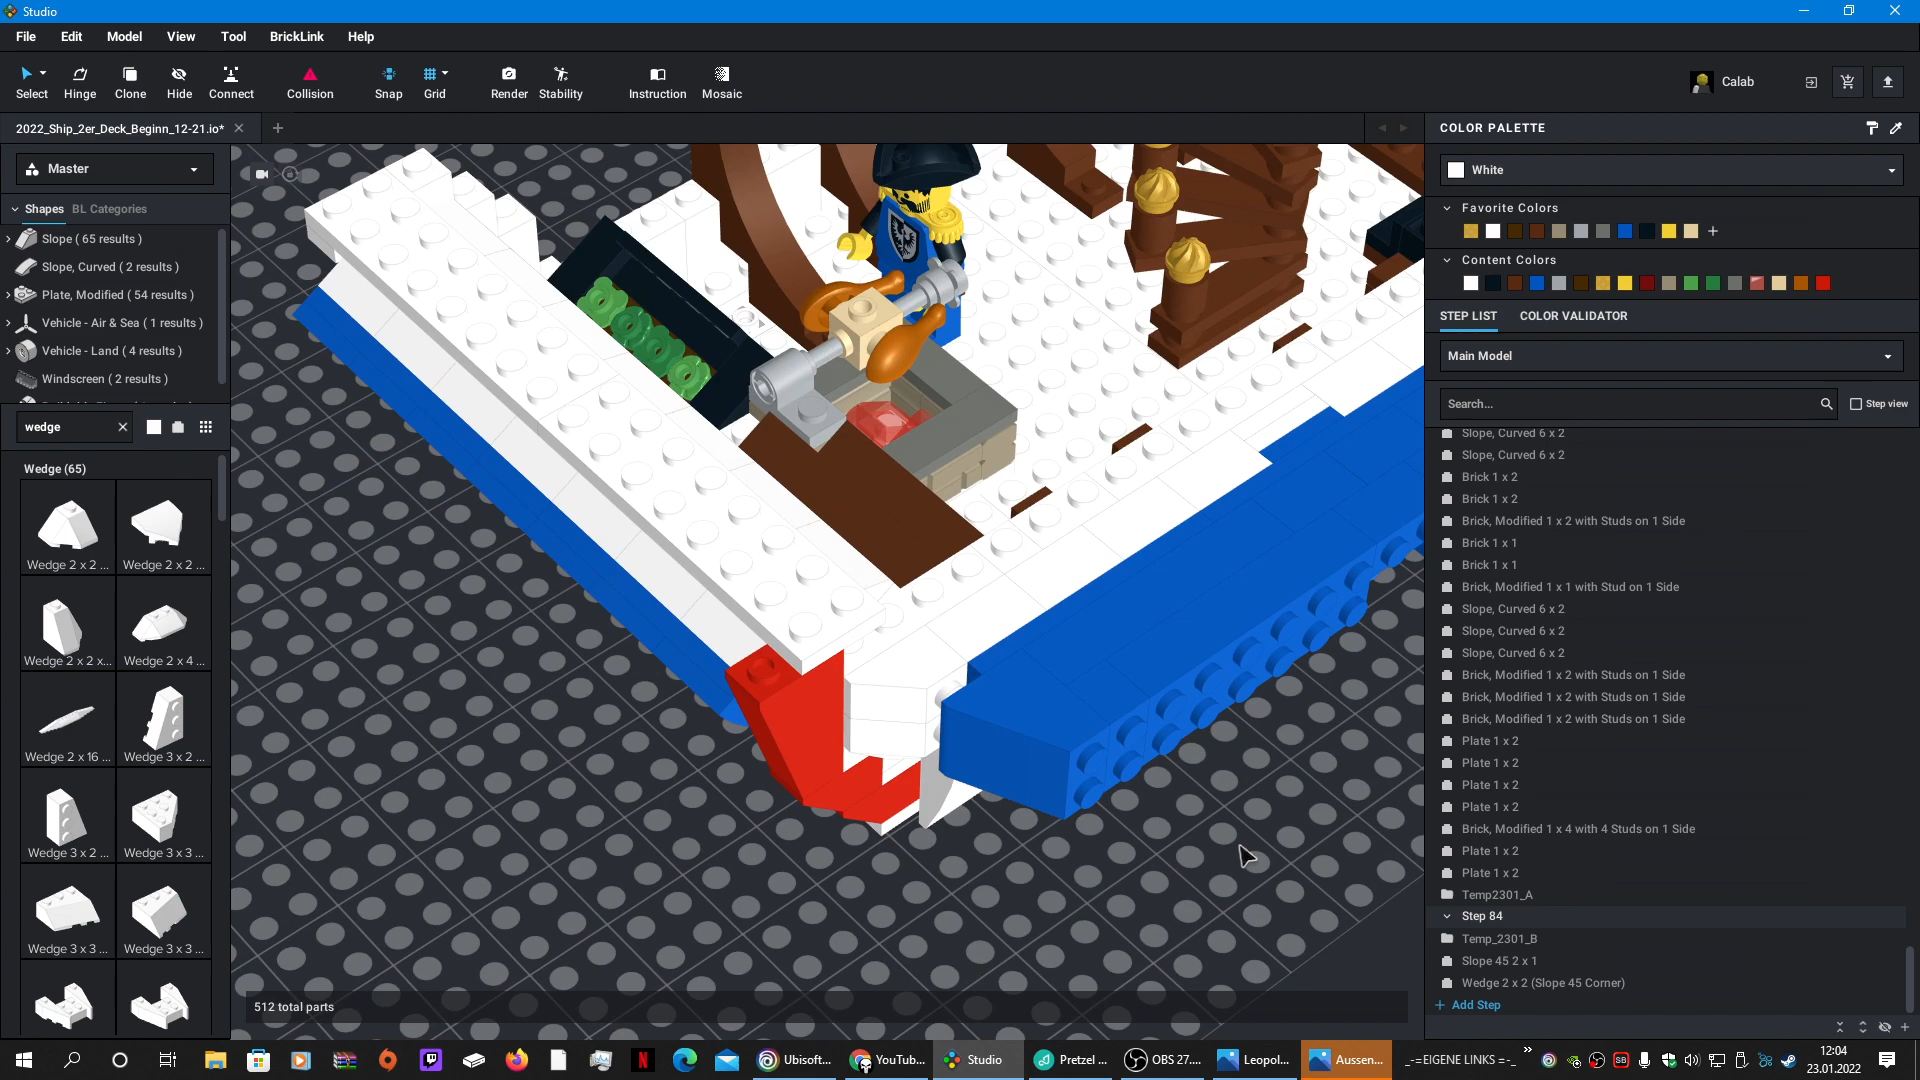 Studio
File Edit Model View Tool BrickLink Help
Select Hinge Clone Hide Connect Collision Snap Grid Render Stability Instruction Mosaic
Calab
2022_Ship_2er_Deck_Beginn_12-21.io*
Master
Shapes BL Categories
Slope ( 65 results )
Slope, Curved ( 2 results )
Plate, Modified ( 54 results )
Vehicle - Air & Sea ( 1 results )
Vehicle - Land ( 4 results )
Windscreen ( 2 results )
wedge
Wedge (65)
Wedge 2 x 2 ... Wedge 2 x 2 ...
Wedge 2 x 2 x... Wedge 2 x 4 ...
Wedge 2 x 16 ... Wedge 3 x 2 ...
Wedge 3 x 2 ... Wedge 3 x 3 ...
Wedge 3 x 3 ... Wedge 3 x 3 ...
512 total parts
COLOR PALETTE
White
Favorite Colors
Content Colors
STEP LIST COLOR VALIDATOR
Main Model
Search...
Step view
Slope, Curved 6 x 2
Slope, Curved 6 x 2
Brick 1 x 2
Brick 1 x 2
Brick, Modified 1 x 2 with Studs on 1 Side
Brick 1 x 1
Brick 1 x 1
Brick, Modified 1 x 1 with Stud on 1 Side
Slope, Curved 6 x 2
Slope, Curved 6 x 2
Slope, Curved 6 x 2
Brick, Modified 1 x 2 with Studs on 1 Side
Brick, Modified 1 x 2 with Studs on 1 Side
Brick, Modified 1 x 2 with Studs on 1 Side
Plate 1 x 2
Plate 1 x 2
Plate 1 x 2
Plate 1 x 2
Brick, Modified 1 x 4 with 4 Studs on 1 Side
Plate 1 x 2
Plate 1 x 2
Temp2301_A
Step 84
Temp_2301_B
Slope 45 2 x 1
Wedge 2 x 2 (Slope 45 Corner)
+ Add Step
Ubisoft... YouTub... Studio Pretzel ... OBS 27.... Leopol... Aussen... _-=EIGENE LINKS =-_ »
12:04
23.01.2022